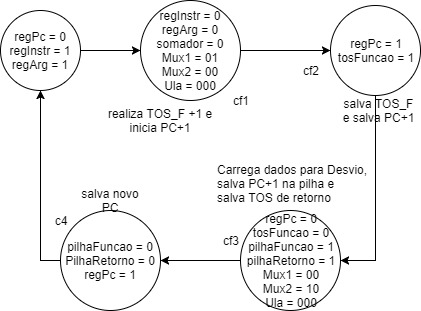 regPc = 0
regInstr = 1
regArg = 1
regInstr = 0
regArg = 0
somador = 0
Mux1 = 01
Mux2 = 00
Ula = 000
cf1
realiza TOS_F +1 e
inicia PC+1
regPc = 1
tosFuncao = 1
cf2
salva TOS_F
e salva PC+1
Carrega dados para Desvio,
salva PC+1 na pilha e
salva TOS de retorno
regPc = 0
tosFuncao = 0
pilhaFuncao = 1
pilhaRetorno = 1
Mux1 = 00
Mux2 = 10
Ula = 000
cf3
salva novo
PC
c4
pilhaFuncao = 0
PilhaRetorno = 0
regPc = 1